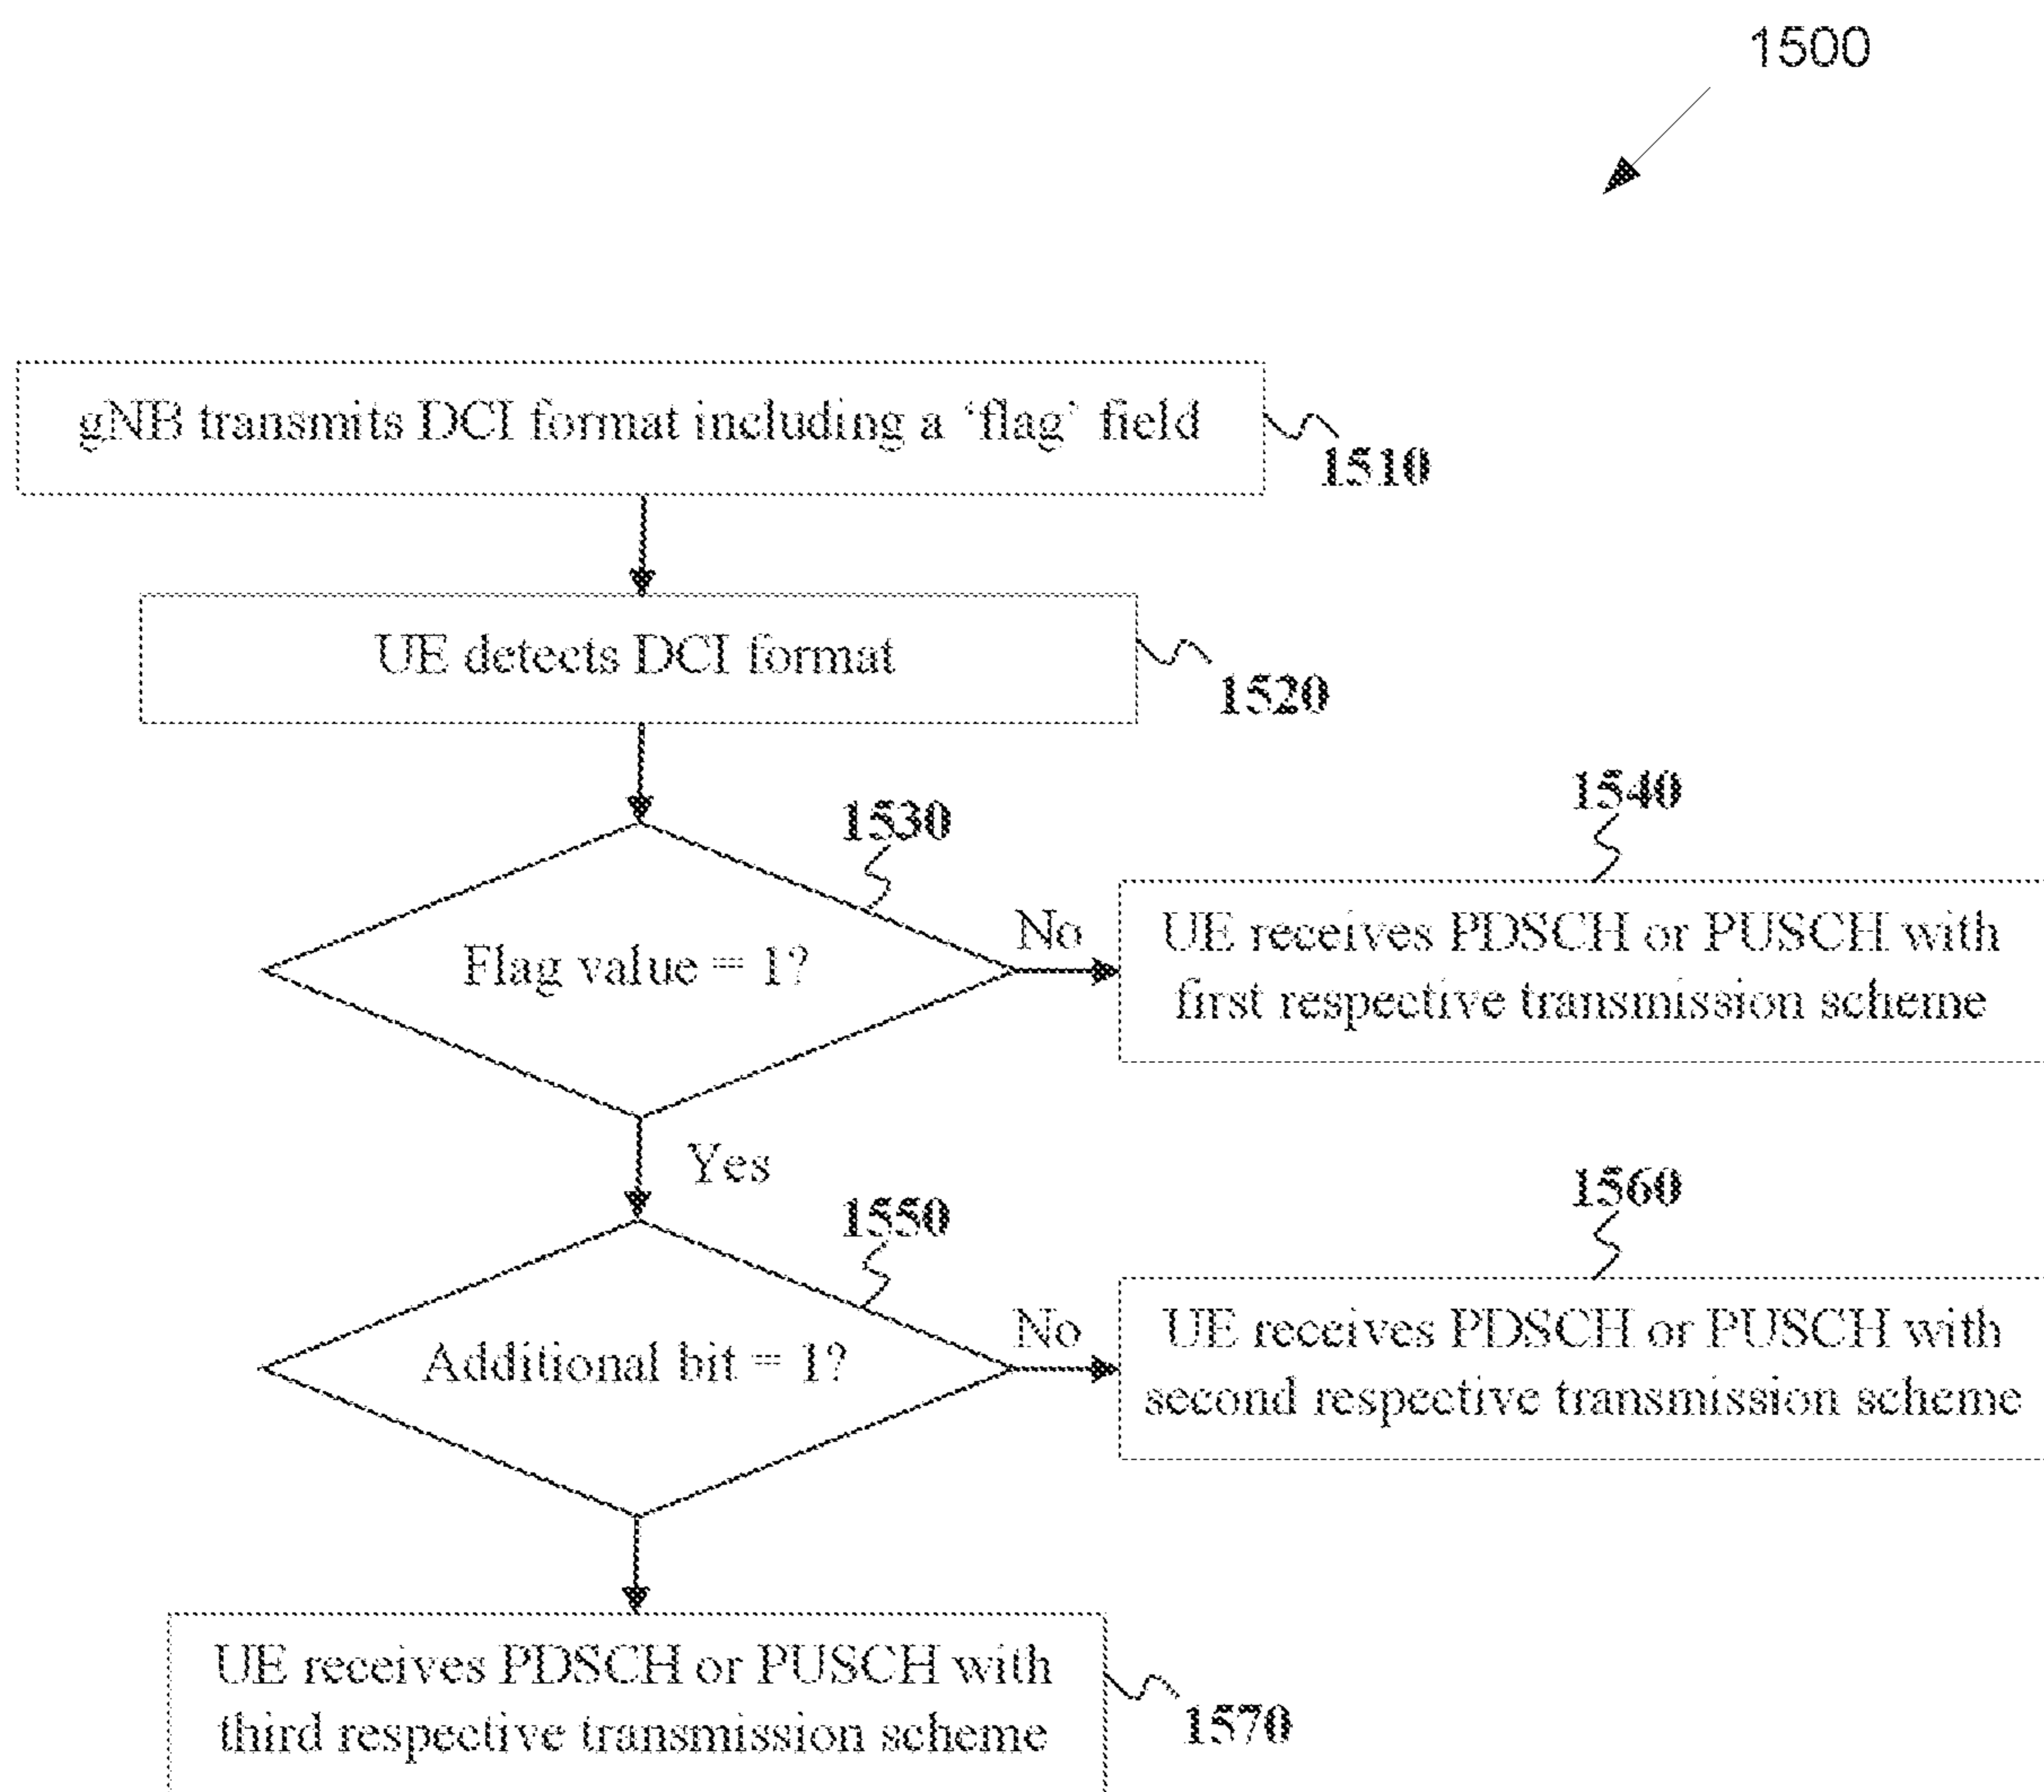 1500
gNB transmits DCI format including a ‘flag’ field
1510
UE detects DCI format
1520
1530
Flag value = 1?
No
1540
UE receives PDSCH or PUSCH with
first respective transmission scheme
Yes
1550
Additional bit = 1?
No
1560
UE receives PDSCH or PUSCH with
second respective transmission scheme
UE receives PDSCH or PUSCH with
third respective transmission scheme
1570